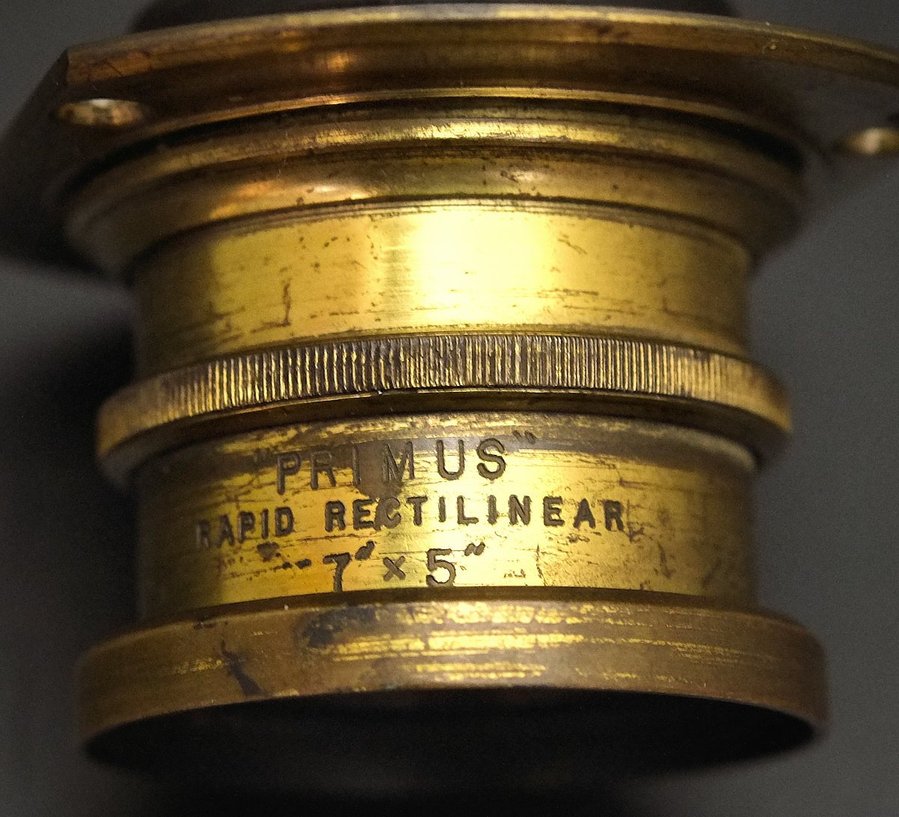 "PRIMUS"
RAPID RECTILINEAR
7" × 5"